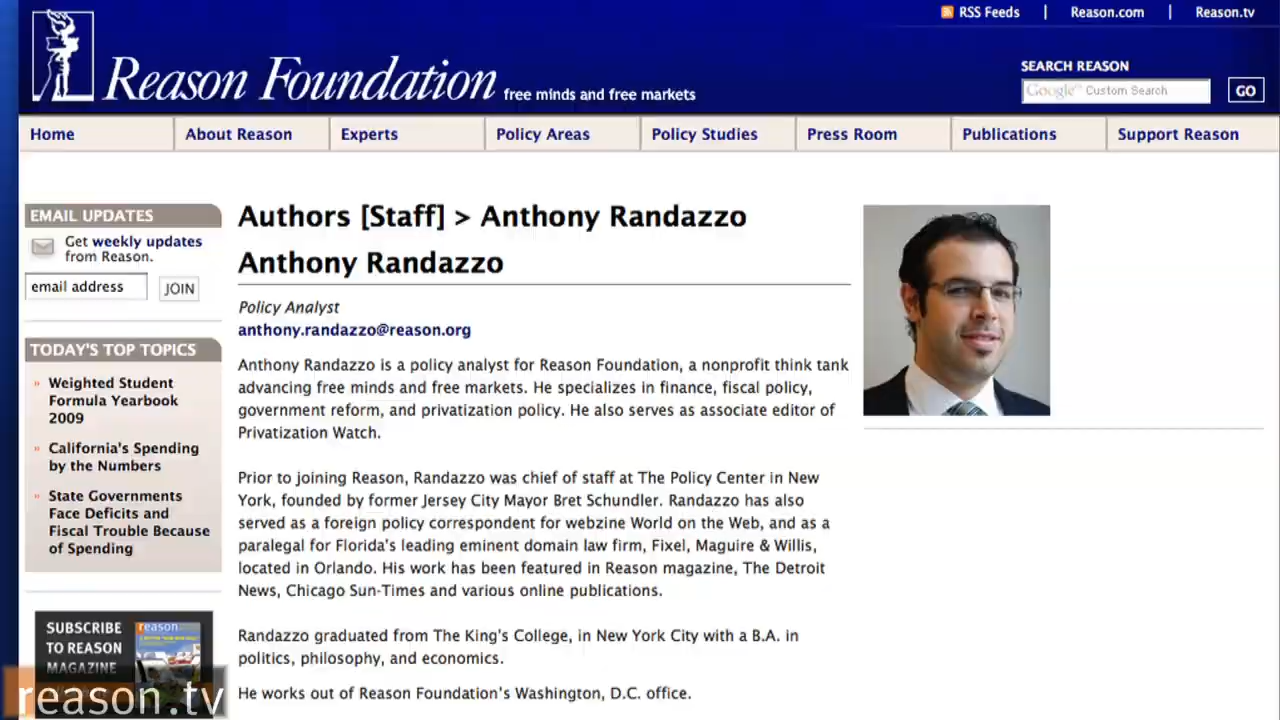 RSS Feeds | Reason.com | Reason.tv
Reason Foundation free minds and free markets
SEARCH REASON
Google™ Custom Search GO
Home About Reason Experts Policy Areas Policy Studies Press Room Publications Support Reason
EMAIL UPDATES
Get weekly updates
from Reason.
email address JOIN
TODAY'S TOP TOPICS
» Weighted Student
Formula Yearbook
2009
» California's Spending
by the Numbers
» State Governments
Face Deficits and
Fiscal Trouble Because
of Spending
SUBSCRIBE
TO REASON
MAGAZINE
reason
reason.tv
Authors [Staff] > Anthony Randazzo
Anthony Randazzo
Policy Analyst
anthony.randazzo@reason.org
Anthony Randazzo is a policy analyst for Reason Foundation, a nonprofit think tank
advancing free minds and free markets. He specializes in finance, fiscal policy,
government reform, and privatization policy. He also serves as associate editor of
Privatization Watch.
Prior to joining Reason, Randazzo was chief of staff at The Policy Center in New
York, founded by former Jersey City Mayor Bret Schundler. Randazzo has also
served as a foreign policy correspondent for webzine World on the Web, and as a
paralegal for Florida's leading eminent domain law firm, Fixel, Maguire & Willis,
located in Orlando. His work has been featured in Reason magazine, The Detroit
News, Chicago Sun-Times and various online publications.
Randazzo graduated from The King's College, in New York City with a B.A. in
politics, philosophy, and economics.
He works out of Reason Foundation's Washington, D.C. office.